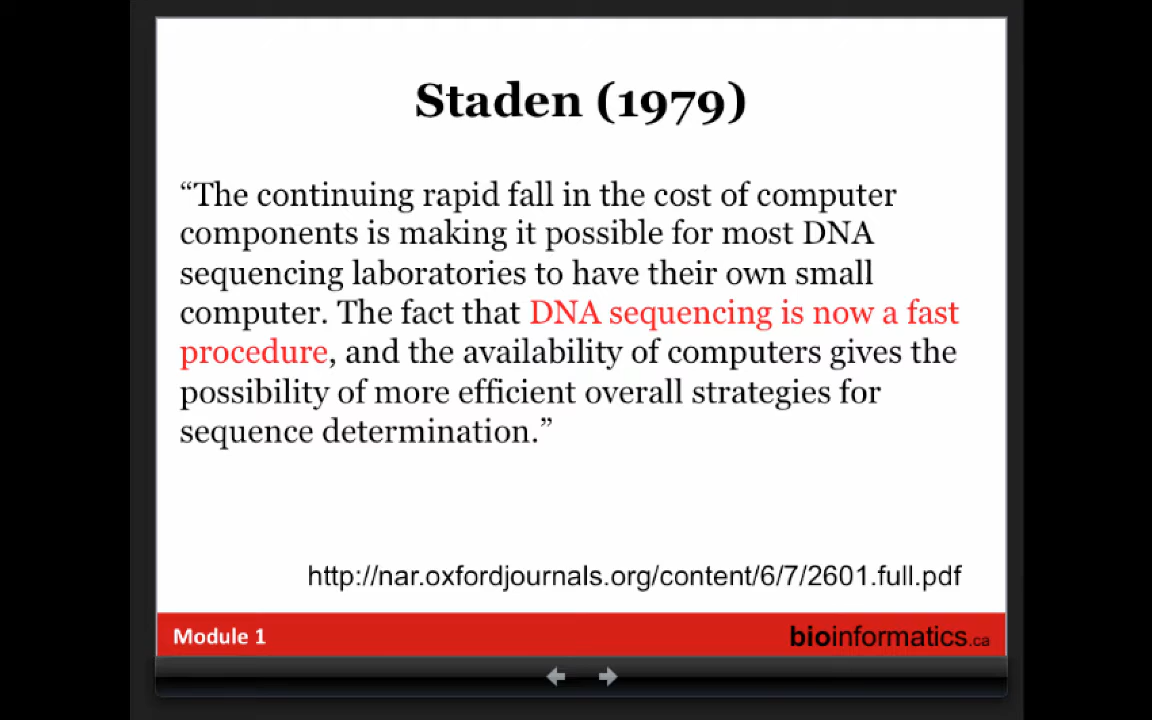 Staden (1979)
“The continuing rapid fall in the cost of computer
components is making it possible for most DNA
sequencing laboratories to have their own small
computer. The fact that DNA sequencing is now a fast
procedure, and the availability of computers gives the
possibility of more efficient overall strategies for
sequence determination.”
http://nar.oxfordjournals.org/content/6/7/2601.full.pdf
Module 1
bioinformatics.ca